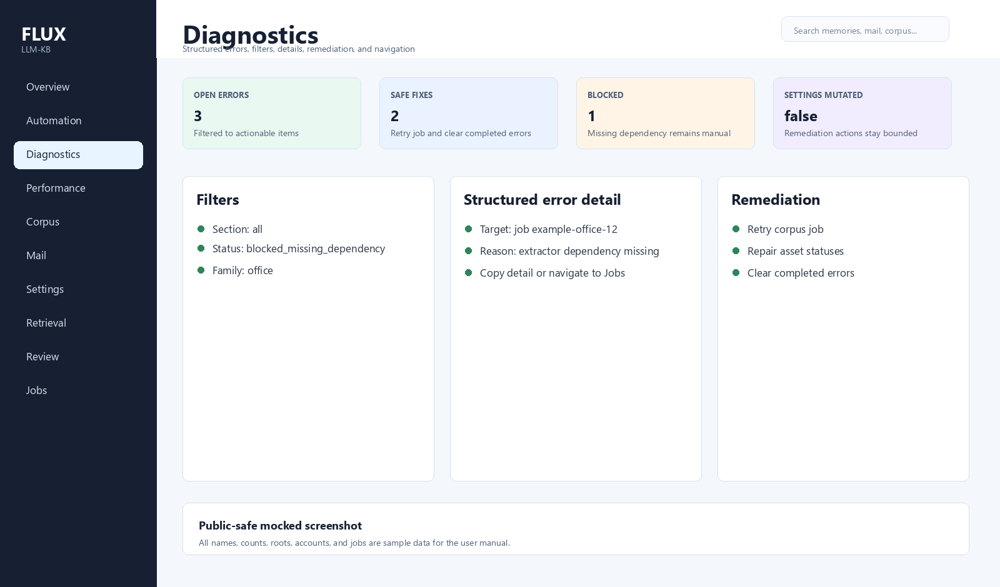 FLUX
LLM-KB
Overview
Automation
Diagnostics
Performance
Corpus
Mail
Settings
Retrieval
Review
Jobs
Diagnostics
Structured errors, filters, details, remediation, and navigation
Search memories, mail, corpus...
OPEN ERRORS
3
Filtered to actionable items
SAFE FIXES
2
Retry job and clear completed errors
BLOCKED
1
Missing dependency remains manual
SETTINGS MUTATED
false
Remediation actions stay bounded
Filters
Section: all
Status: blocked_missing_dependency
Family: office
Structured error detail
Target: job example-office-12
Reason: extractor dependency missing
Copy detail or navigate to Jobs
Remediation
Retry corpus job
Repair asset statuses
Clear completed errors
Public-safe mocked screenshot
All names, counts, roots, accounts, and jobs are sample data for the user manual.